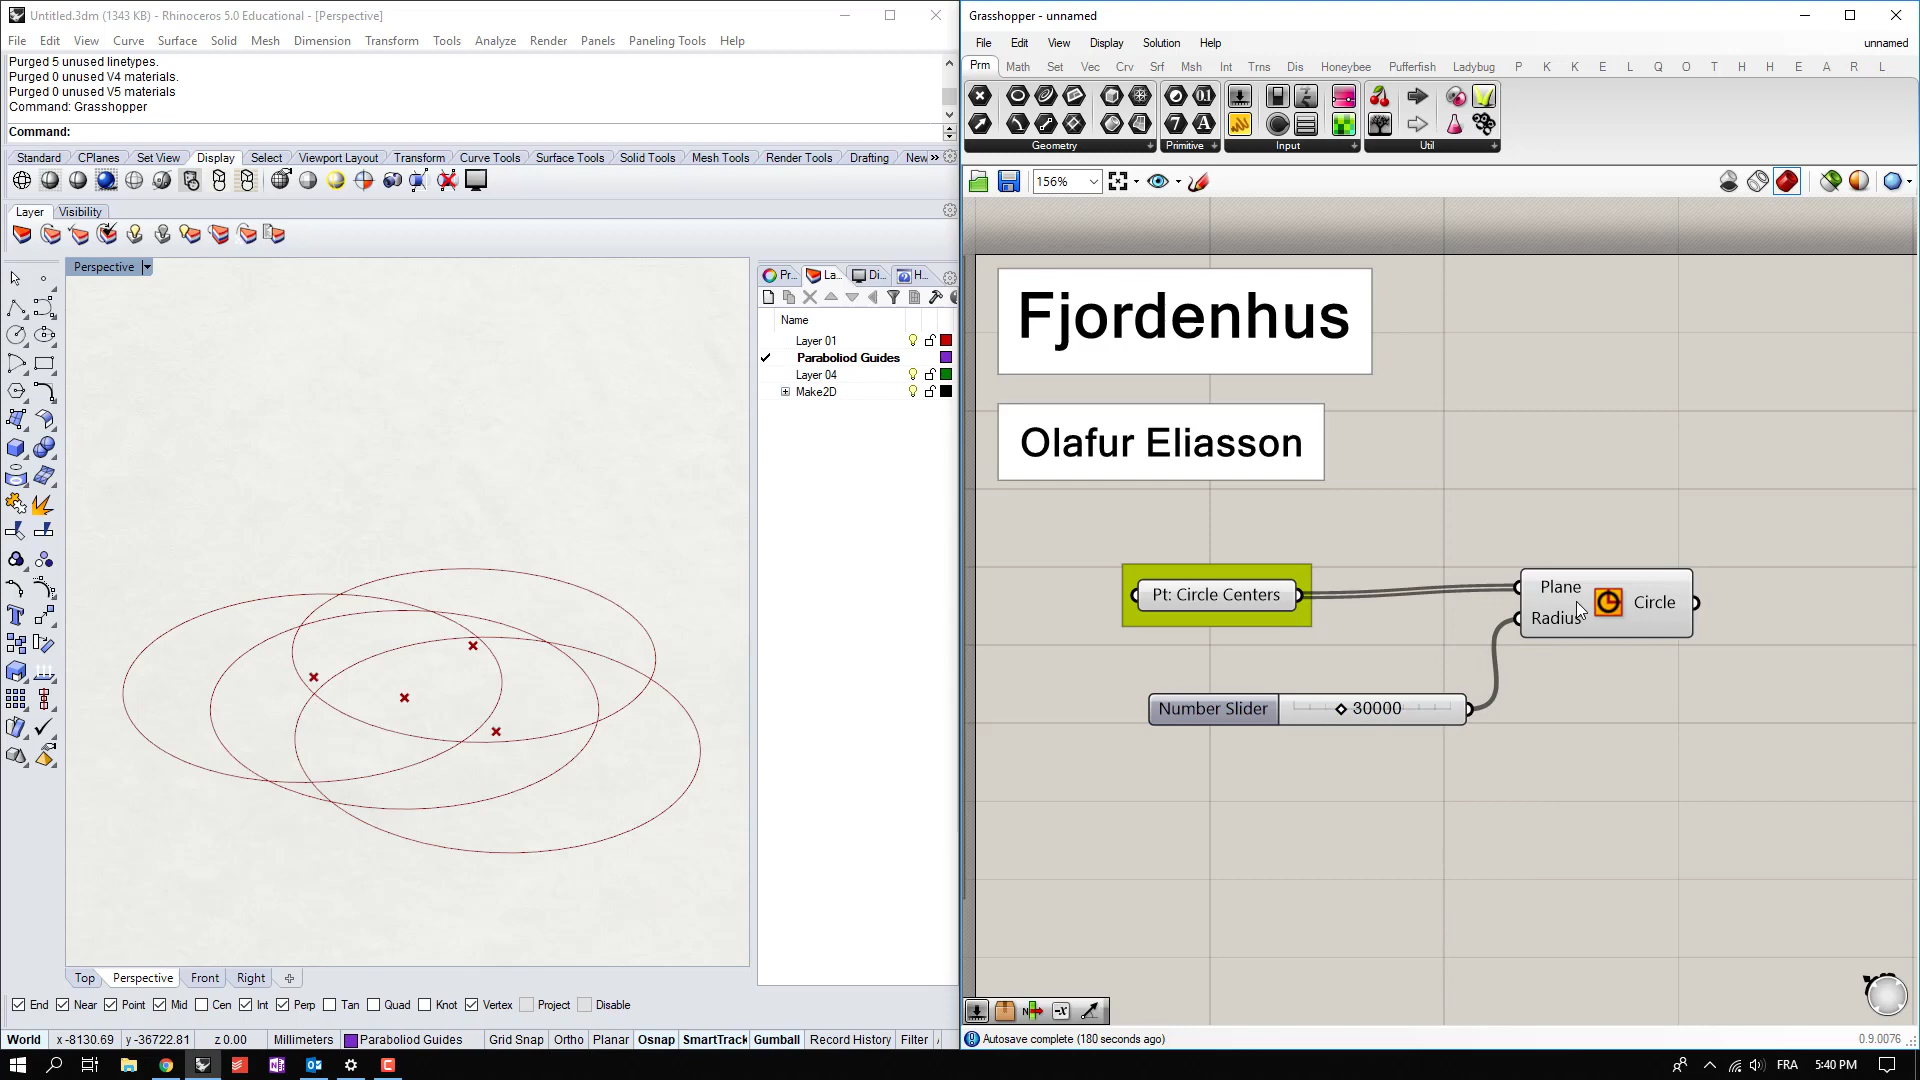 Untitled.3dm (1343 KB) - Rhinoceros 5.0 Educational - [Perspective]
File Edit View Curve Surface Solid Mesh Dimension Transform Tools Analyze Render Panels Paneling Tools Help
Purged 5 unused linetypes.
Purged 0 unused V4 materials.
Purged 0 unused V5 materials
Command: Grasshopper
Command:
Standard CPlanes Set View Display Select Viewport Layout Transform Curve Tools Surface Tools Solid Tools Mesh Tools Render Tools Drafting New
Layer Visibility
Perspective
Pr... La... Di... H...
Name
Layer 01
Paraboliod Guides
Layer 04
Make2D
Top Perspective Front Right
End Near Point Mid Cen Int Perp Tan Quad Knot Vertex Project Disable
World x -8130.69 y -36722.81 z 0.00 Millimeters Paraboliod Guides Grid Snap Ortho Planar Osnap SmartTrack Gumball Record History Filter
Grasshopper - unnamed
File Edit View Display Solution Help unnamed
Prm Math Set Vec Crv Srf Msh Int Trns Dis Honeybee Pufferfish Ladybug P K K E L Q O T H H E A R L
Geometry Primitive Input Util
156%
Fjordenhus
Olafur Eliasson
Pt: Circle Centers
Plane
Radius
Circle
Number Slider 30000
Autosave complete (180 seconds ago) 0.9.0076
FRA 5:40 PM